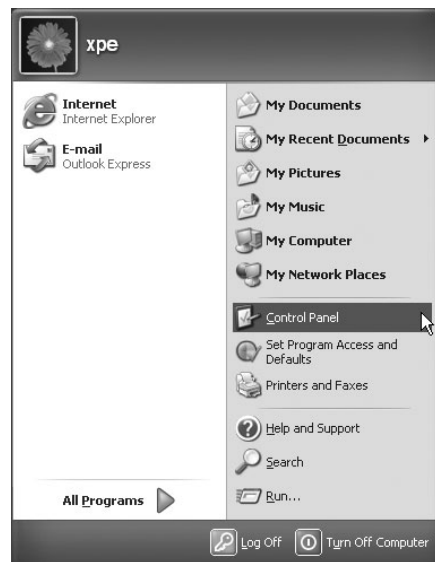 xpe
Internet
Internet Explorer
E-mail
Outlook Express
All Programs
My Documents
My Recent Documents
My Pictures
My Music
My Computer
My Network Places
Control Panel
Set Program Access and
Defaults
Printers and Faxes
Help and Support
Search
Run...
Log Off
Turn Off Computer